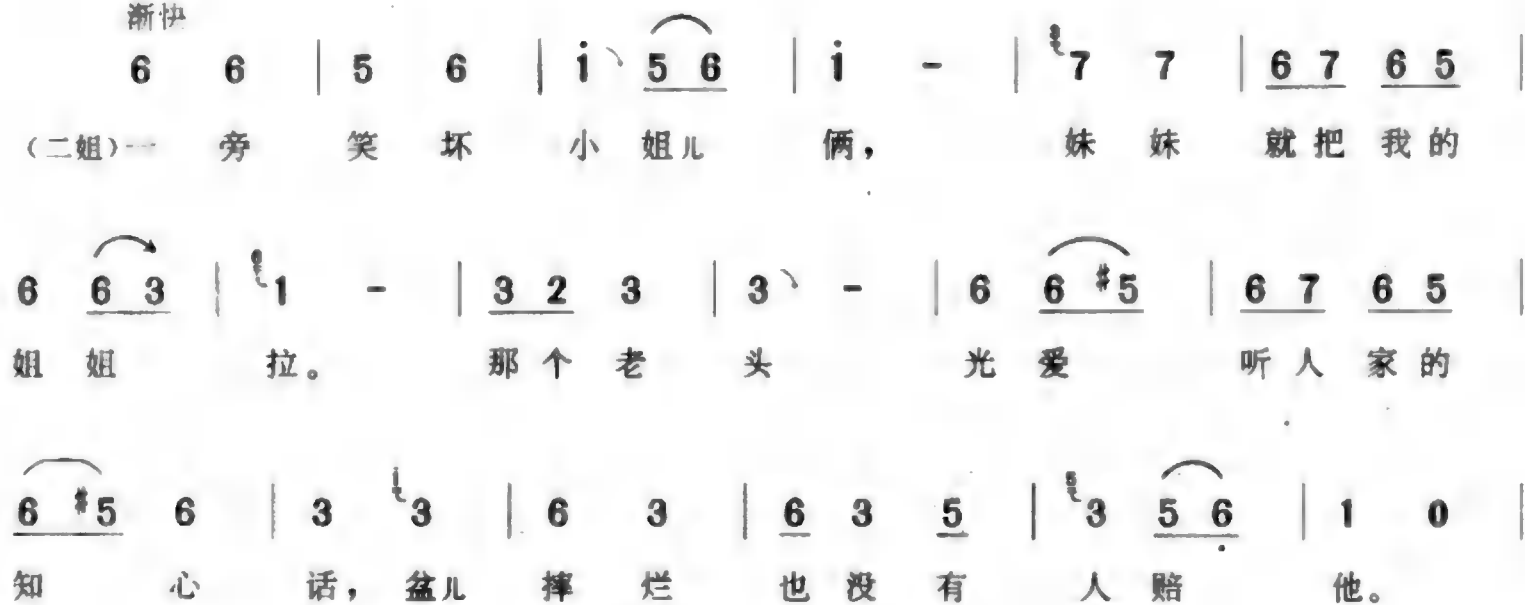 渐快
6 6 | 5 6 | i 5 6 | i - | 7 7 | 6 7 6 5 |
（二姐）一 旁 笑 坏 小 姐儿 俩， 妹 妹 就 把 我 的
6 6 3 | 6 1 - | 3 2 3 | 3 - | 6 6 #5 | 6 7 6 5 |
姐 姐 拉。 那 个 老 头 光 爱 听 人 家 的
6 #5 6 | 3 i 3 | 6 3 | 6 3 5 | 5 3 5 6 | 1 0 |
知 心 话， 盆儿 摔 烂 也 没 有 人 赔 他。